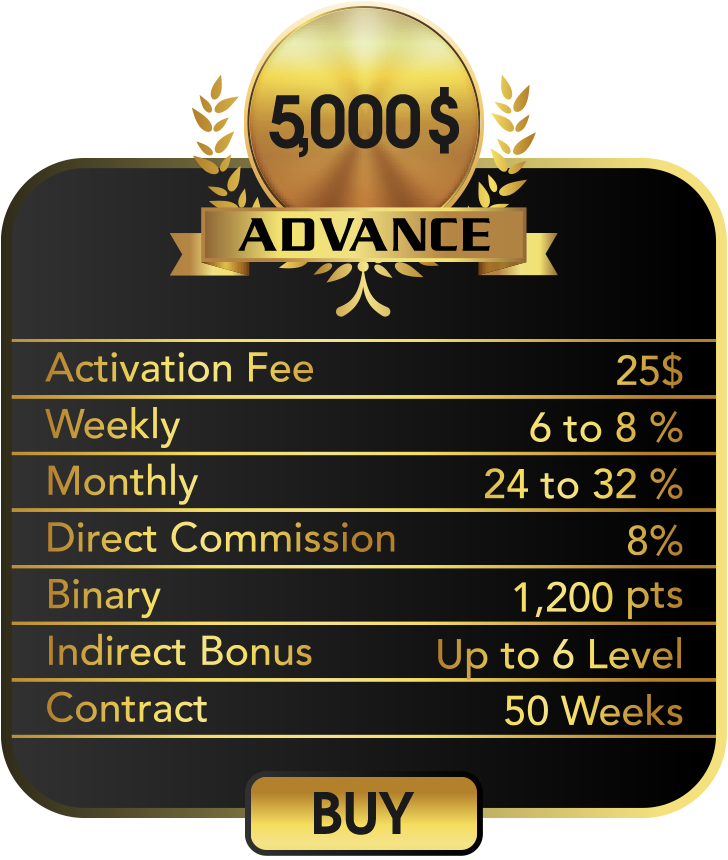 5,000$
ADVANCE
Activation Fee 25$
Weekly 6 to 8 %
Monthly 24 to 32 %
Direct Commission 8%
Binary 1,200 pts
Indirect Bonus Up to 6 Level
Contract 50 Weeks
BUY